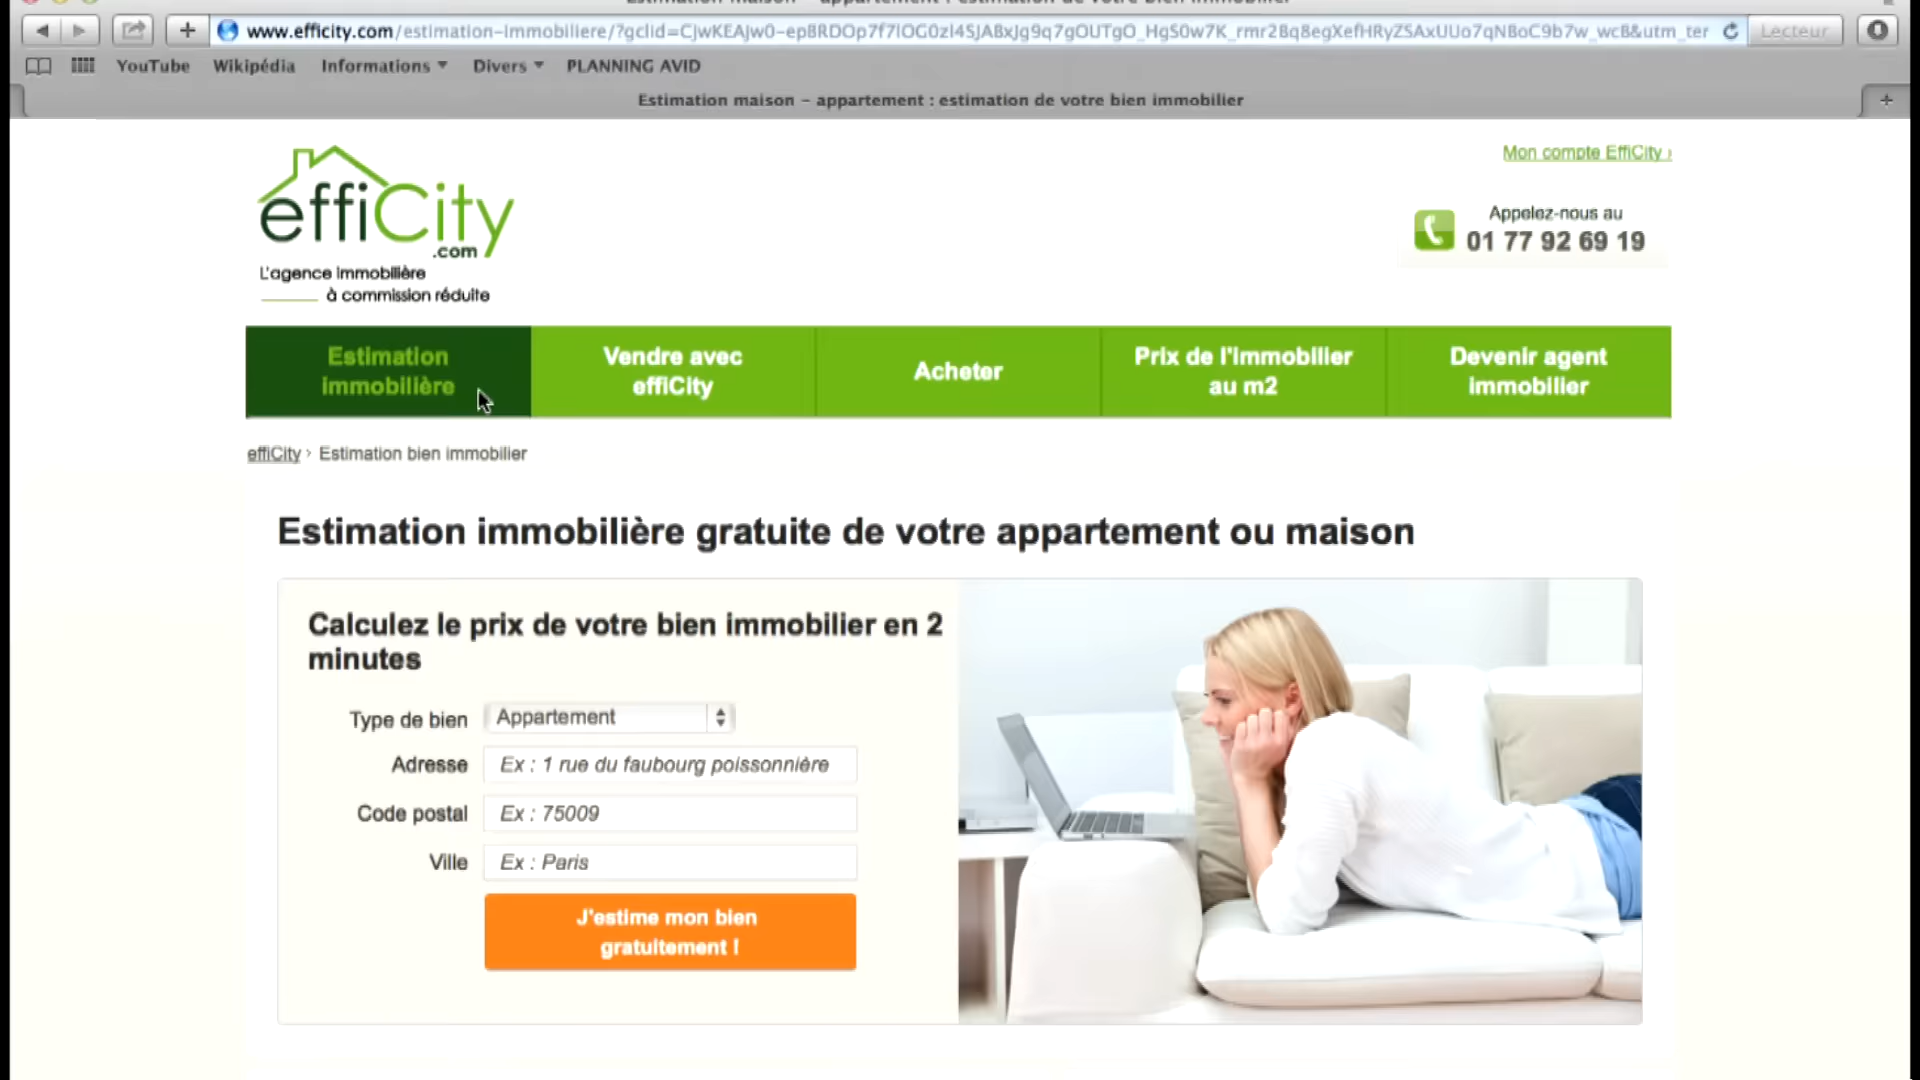 www.efficity.com/estimation-immobiliere/?gclid=CjwKEAjw0-epBRDOp7f7lOG0zl4SJABxJg9q7gOUTgO_HgS0w7K_rmr2Bq8egXefHRyZSAxUUo7qNBoC9b7w_wcB&utm_ter
Lecteur
YouTube Wikipédia Informations Divers PLANNING AVID
Estimation maison – appartement : estimation de votre bien immobilier
Mon compte EffiCity ›
effiCity
.com
L'agence immobilière
à commission réduite
Appelez-nous au
01 77 92 69 19
Estimation
immobilière
Vendre avec
effiCity
Acheter
Prix de l'immobilier
au m2
Devenir agent
immobilier
effiCity › Estimation bien immobilier
Estimation immobilière gratuite de votre appartement ou maison
Calculez le prix de votre bien immobilier en 2
minutes
Type de bien Appartement
Adresse Ex : 1 rue du faubourg poissonnière
Code postal Ex : 75009
Ville Ex : Paris
J'estime mon bien
gratuitement !